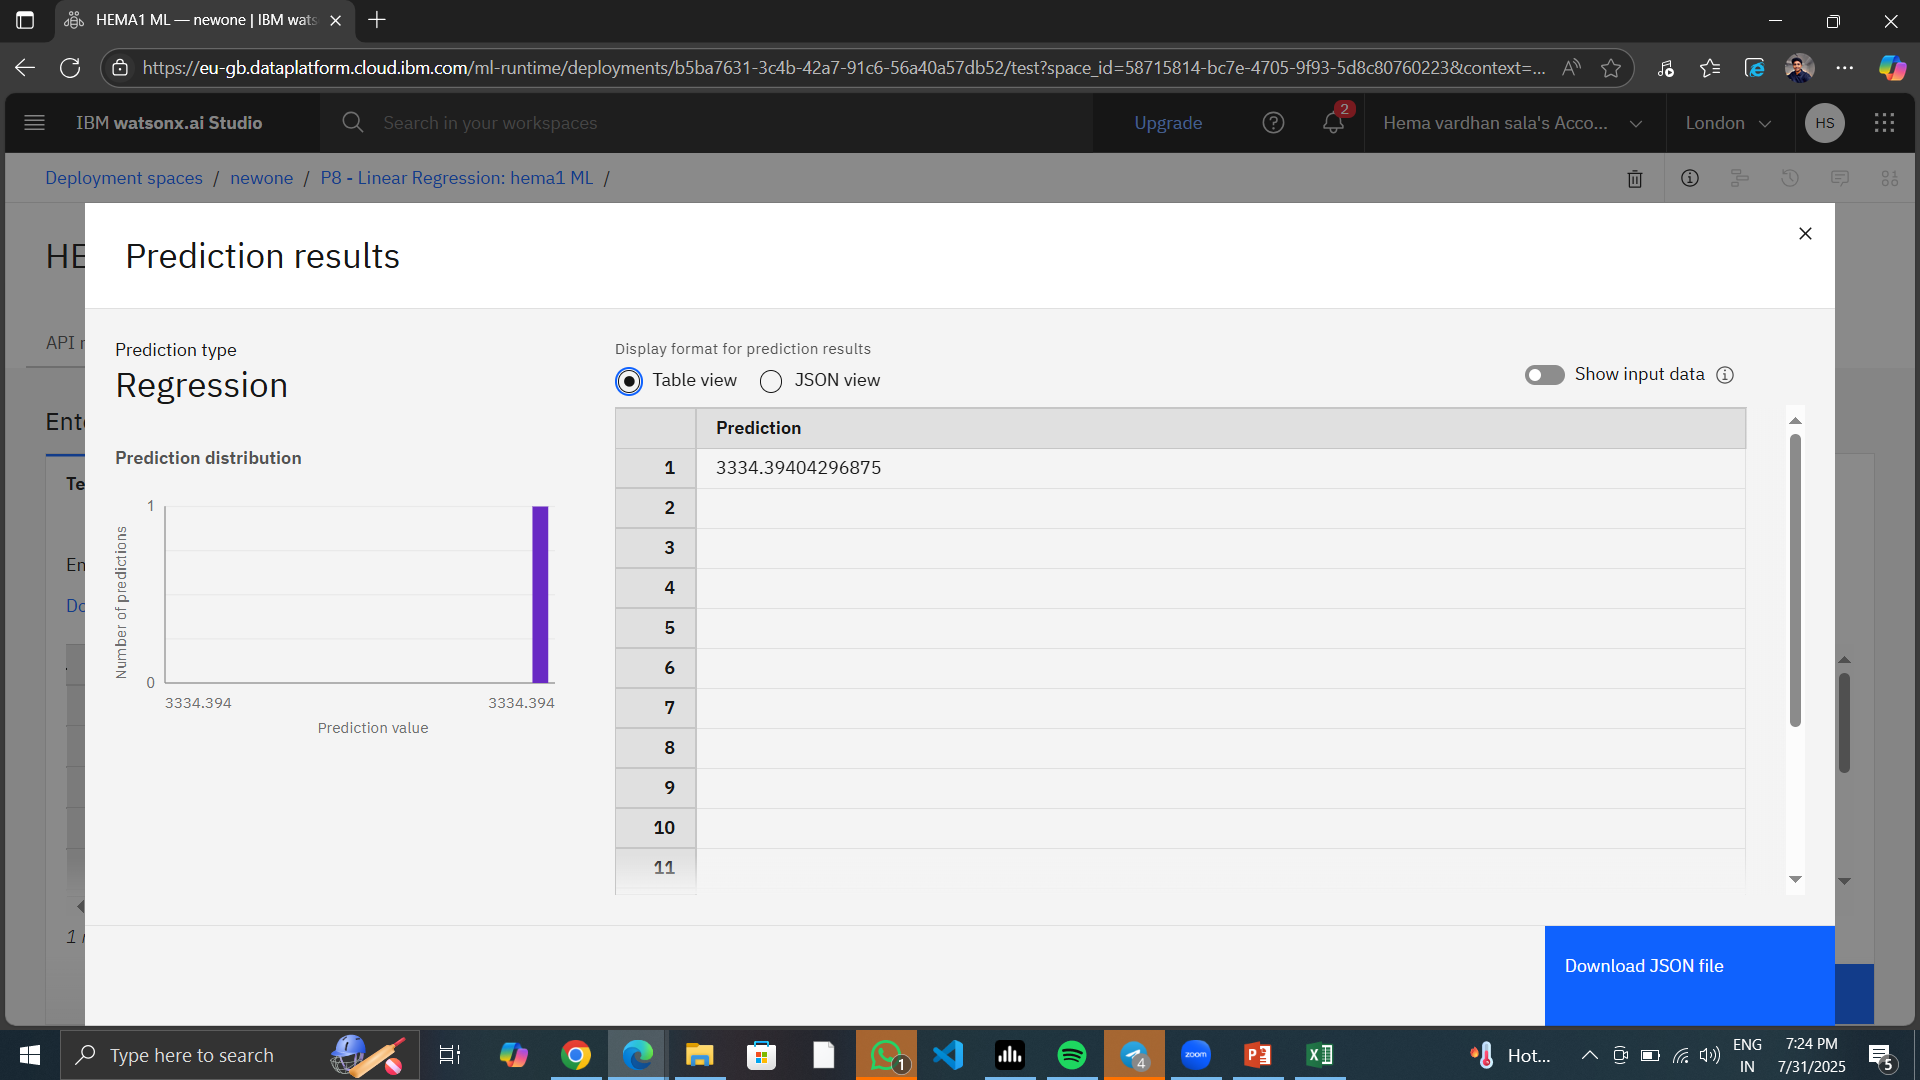 HEMA1 ML — newone | IBM wats
https://eu-gb.dataplatform.cloud.ibm.com/ml-runtime/deployments/b5ba7631-3c4b-42a7-91c6-56a40a57db52/test?space_id=58715814-bc7e-4705-9f93-5d8c80760223&context=...
IBM watsonx.ai Studio
Search in your workspaces
Upgrade
2
Hema vardhan sala's Acco...
London
HS
Deployment spaces / newone / P8 - Linear Regression: hema1 ML /
HE
Prediction results
API r
Prediction type
Regression
Display format for prediction results
Table view
JSON view
Show input data
Ente
Prediction distribution
Te
En
Do
1 r
Number of predictions
1
0
3334.394
3334.394
Prediction value
Prediction
1 3334.39404296875
2
3
4
5
6
7
8
9
10
11
Download JSON file
Type here to search
1
4
zoom
Hot...
ENG
IN
7:24 PM
7/31/2025
5